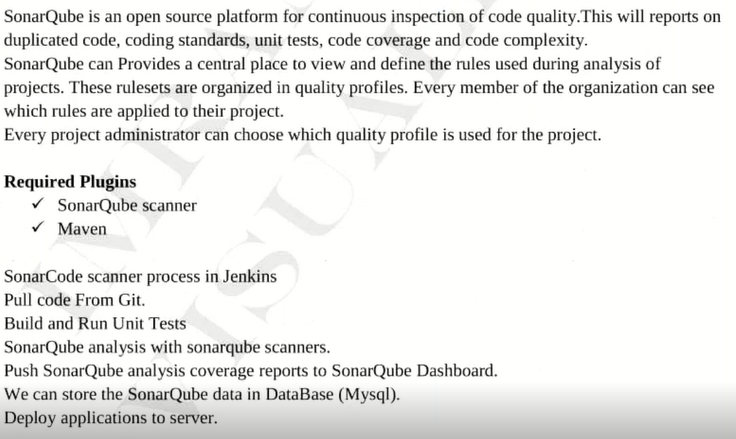 SonarQube is an open source platform for continuous inspection of code quality.This will reports on
duplicated code, coding standards, unit tests, code coverage and code complexity.
SonarQube can Provides a central place to view and define the rules used during analysis of
projects. These rulesets are organized in quality profiles. Every member of the organization can see
which rules are applied to their project.
Every project administrator can choose which quality profile is used for the project.
Required Plugins
✓ SonarQube scanner
✓ Maven
SonarCode scanner process in Jenkins
Pull code From Git.
Build and Run Unit Tests
SonarQube analysis with sonarqube scanners.
Push SonarQube analysis coverage reports to SonarQube Dashboard.
We can store the SonarQube data in DataBase (Mysql).
Deploy applications to server.